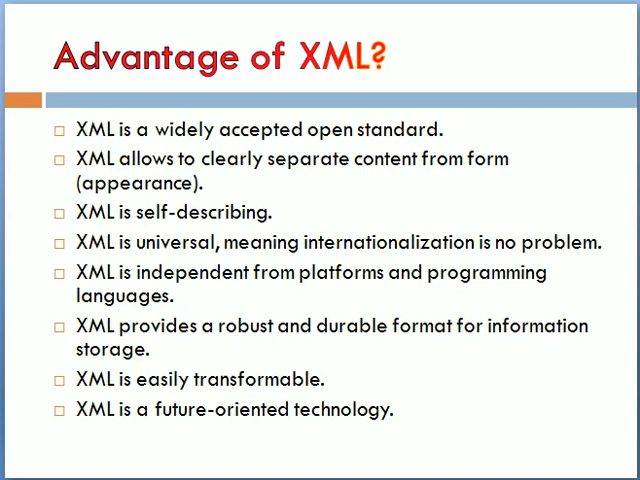 Advantage of XML?
XML is a widely accepted open standard.
XML allows to clearly separate content from form
(appearance).
XML is self-describing.
XML is universal, meaning internationalization is no problem.
XML is independent from platforms and programming
languages.
XML provides a robust and durable format for information
storage.
XML is easily transformable.
XML is a future-oriented technology.